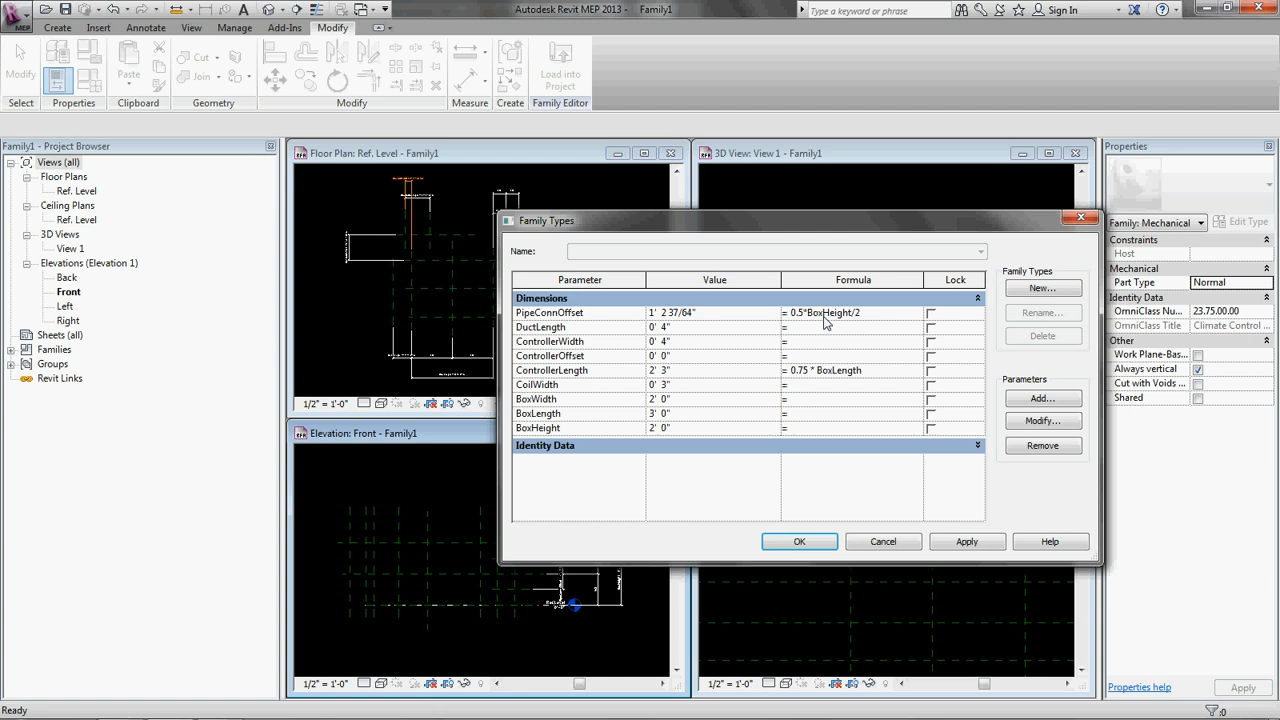 MEP
Autodesk Revit MEP 2013 - Family1
Type a keyword or phrase
Sign In
Create Insert Annotate View Manage Add-Ins Modify
Modify
Paste
Cut
Join
Load into
Project
Select Properties Clipboard Geometry Modify Measure Create Family Editor
Family1 - Project Browser
Views (all)
Floor Plans
Ref. Level
Ceiling Plans
Ref. Level
3D Views
View 1
Elevations (Elevation 1)
Back
Front
Left
Right
Sheets (all)
Families
Groups
Revit Links
Floor Plan: Ref. Level - Family1
1/2" = 1'-0"
3D View: View 1 - Family1
Elevation: Front - Family1
1/2" = 1'-0"
1/2" = 1'-0"
Family Types
Name:
Parameter Value Formula Lock
Dimensions
PipeConnOffset 1' 2 37/64" = 0.5*BoxHeight/2
DuctLength 0' 4" =
ControllerWidth 0' 4" =
ControllerOffset 0' 0" =
ControllerLength 2' 3" = 0.75 * BoxLength
CoilWidth 0' 3" =
BoxWidth 2' 0" =
BoxLength 3' 0" =
BoxHeight 2' 0" =
Identity Data
Family Types
New...
Rename...
Delete
Parameters
Add...
Modify...
Remove
OK Cancel Apply Help
Properties
Family: Mechanical Edit Type
Constraints
Host
Mechanical
Part Type Normal
Identity Data
OmniClass Nu... 23.75.00.00
OmniClass Title Climate Control ...
Other
Work Plane-Bas...
Always vertical
Cut with Voids ...
Shared
Properties help Apply
Ready
:0